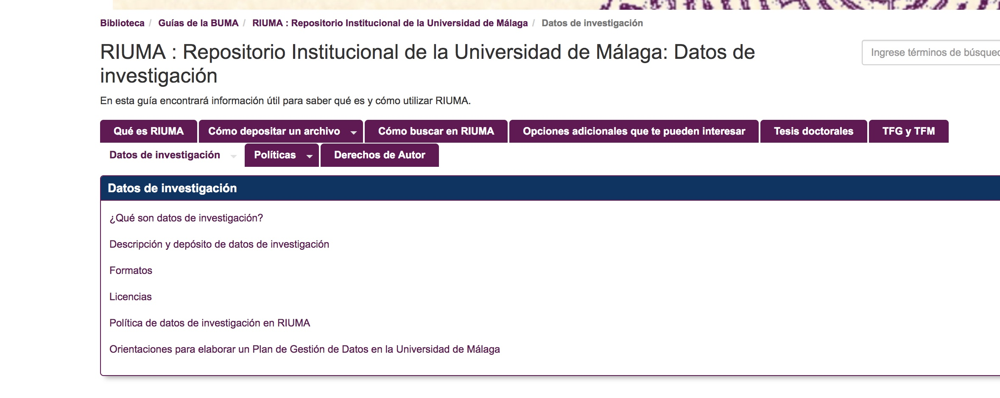 Biblioteca / Guías de la BUMA / RIUMA : Repositorio Institucional de la Universidad de Málaga / Datos de investigación
RIUMA : Repositorio Institucional de la Universidad de Málaga: Datos de
investigación
Ingrese términos de
En esta guía encontrará información útil para saber qué es y cómo utilizar RIUMA.
Qué es RIUMA Cómo depositar un archivo Cómo buscar en RIUMA Opciones adicionales que te pueden interesar Tesis doctorales TFG y TFM
Datos de investigación Políticas Derechos de Autor
Datos de investigación
¿Qué son datos de investigación?
Descripción y depósito de datos de investigación
Formatos
Licencias
Política de datos de investigación en RIUMA
Orientaciones para elaborar un Plan de Gestión de Datos en la Universidad de Málaga